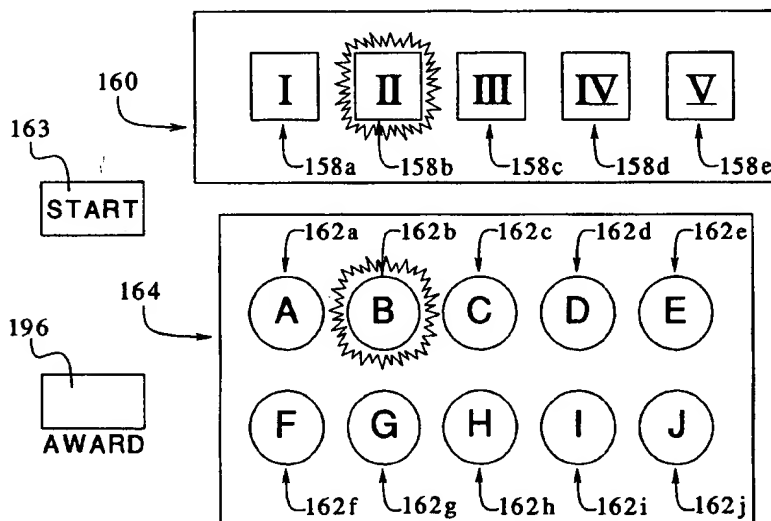 I II III IV V
160
163
158a 158b 158c 158d 158e
START
162a 162b 162c 162d 162e
164
A B C D E
196
AWARD
F G H I J
162f 162g 162h 162i 162j